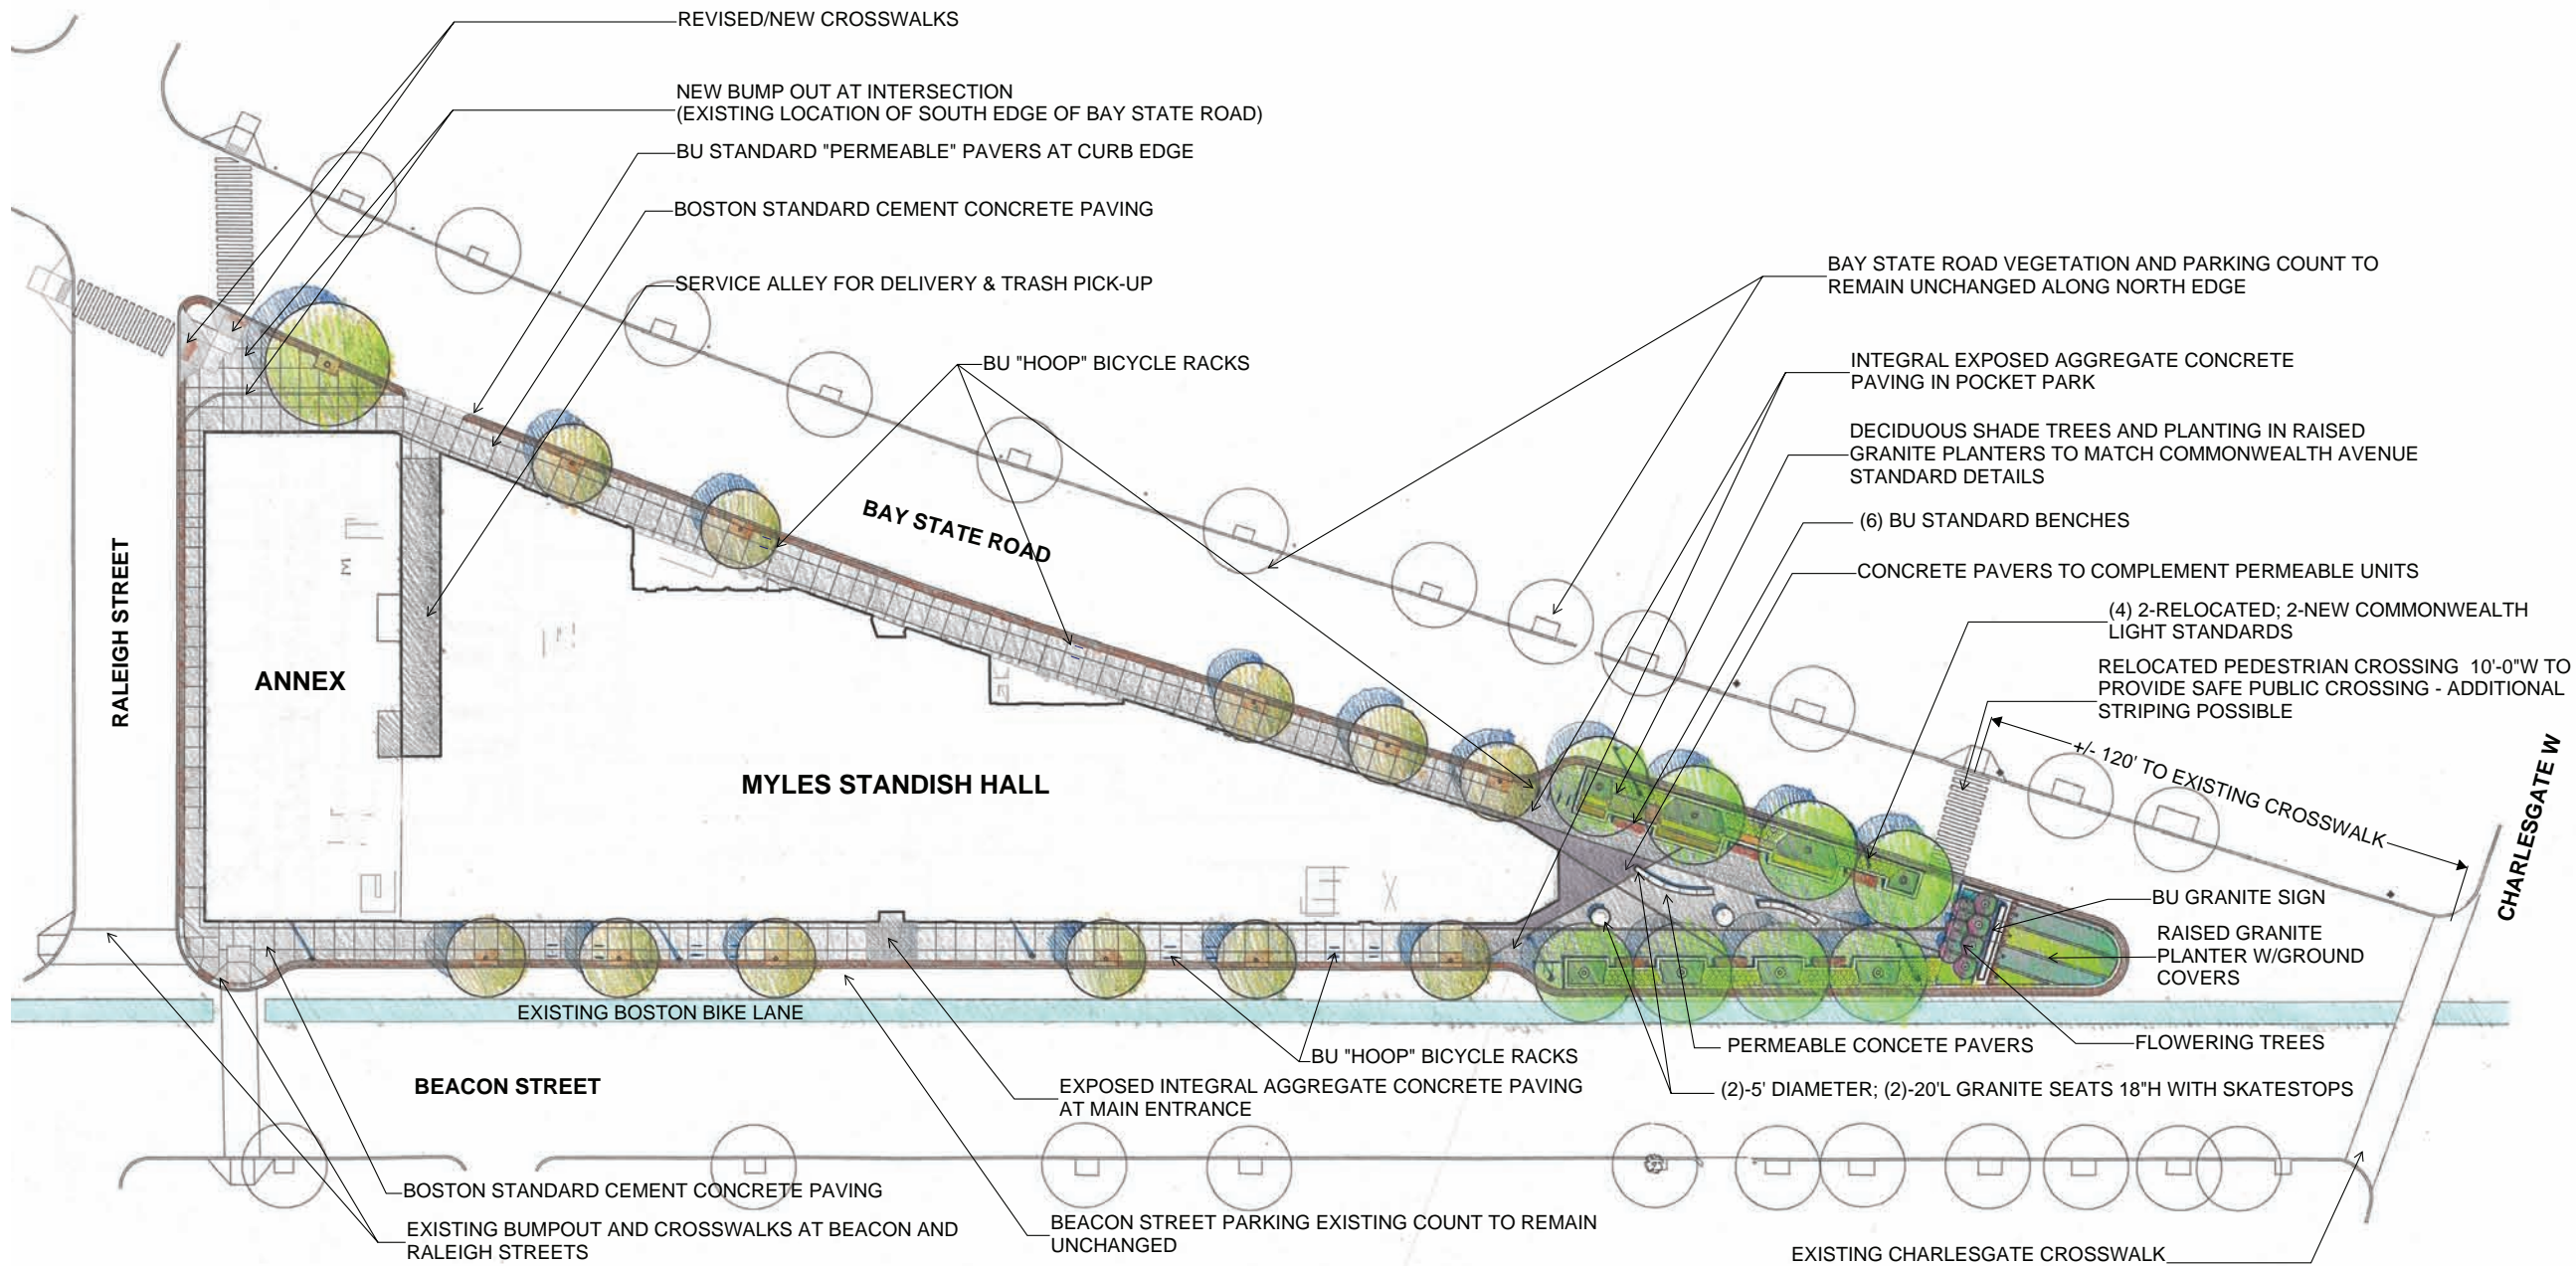 REVISED/NEW CROSSWALKS
NEW BUMP OUT AT INTERSECTION
(EXISTING LOCATION OF SOUTH EDGE OF BAY STATE ROAD)
BU STANDARD "PERMEABLE" PAVERS AT CURB EDGE
BOSTON STANDARD CEMENT CONCRETE PAVING
SERVICE ALLEY FOR DELIVERY & TRASH PICK-UP
BU "HOOP" BICYCLE RACKS
BAY STATE ROAD VEGETATION AND PARKING COUNT TO
REMAIN UNCHANGED ALONG NORTH EDGE
INTEGRAL EXPOSED AGGREGATE CONCRETE
PAVING IN POCKET PARK
DECIDUOUS SHADE TREES AND PLANTING IN RAISED
GRANITE PLANTERS TO MATCH COMMONWEALTH AVENUE
STANDARD DETAILS
(6) BU STANDARD BENCHES
CONCRETE PAVERS TO COMPLEMENT PERMEABLE UNITS
(4) 2-RELOCATED; 2-NEW COMMONWEALTH
LIGHT STANDARDS
RELOCATED PEDESTRIAN CROSSING 10'-0"W TO
PROVIDE SAFE PUBLIC CROSSING - ADDITIONAL
STRIPING POSSIBLE
+/- 120' TO EXISTING CROSSWALK
CHARLESGATE W
BAY STATE ROAD
RALEIGH STREET
ANNEX
MYLES STANDISH HALL
BU GRANITE SIGN
RAISED GRANITE
PLANTER W/GROUND
COVERS
EXISTING BOSTON BIKE LANE
FLOWERING TREES
PERMEABLE CONCETE PAVERS
BU "HOOP" BICYCLE RACKS
(2)-5' DIAMETER; (2)-20'L GRANITE SEATS 18"H WITH SKATESTOPS
BEACON STREET
EXPOSED INTEGRAL AGGREGATE CONCRETE PAVING
AT MAIN ENTRANCE
BOSTON STANDARD CEMENT CONCRETE PAVING
EXISTING BUMPOUT AND CROSSWALKS AT BEACON AND
RALEIGH STREETS
BEACON STREET PARKING EXISTING COUNT TO REMAIN
UNCHANGED
EXISTING CHARLESGATE CROSSWALK